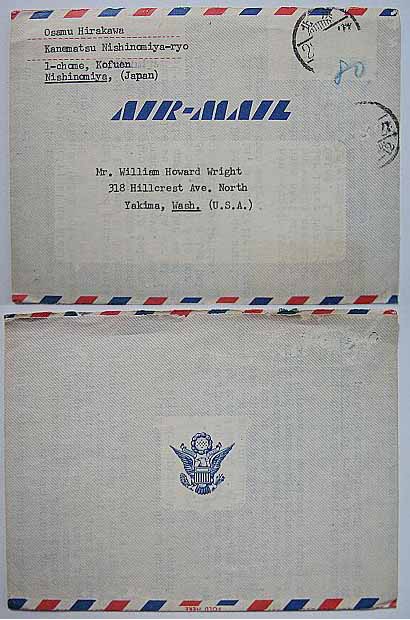 Osamu Hirakawa
Kanematsu Nishinomiya-ryo
1-chome, Kofuen
Nishinomiya, (Japan)
80
AIR-MAIL
Mr. William Howard Wright
318 Hillcrest Ave. North
Yakima, Wash. (U.S.A.)
FOLD HERE